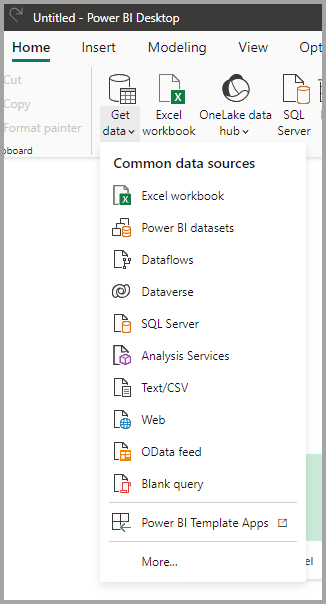 Untitled - Power BI Desktop
Home Insert Modeling View Opt
Cut
Copy
Format painter
pboard
Get data
Excel workbook
OneLake data hub
SQL Server
Common data sources
Excel workbook
Power BI datasets
Dataflows
Dataverse
SQL Server
Analysis Services
Text/CSV
Web
OData feed
Blank query
Power BI Template Apps
More...
el